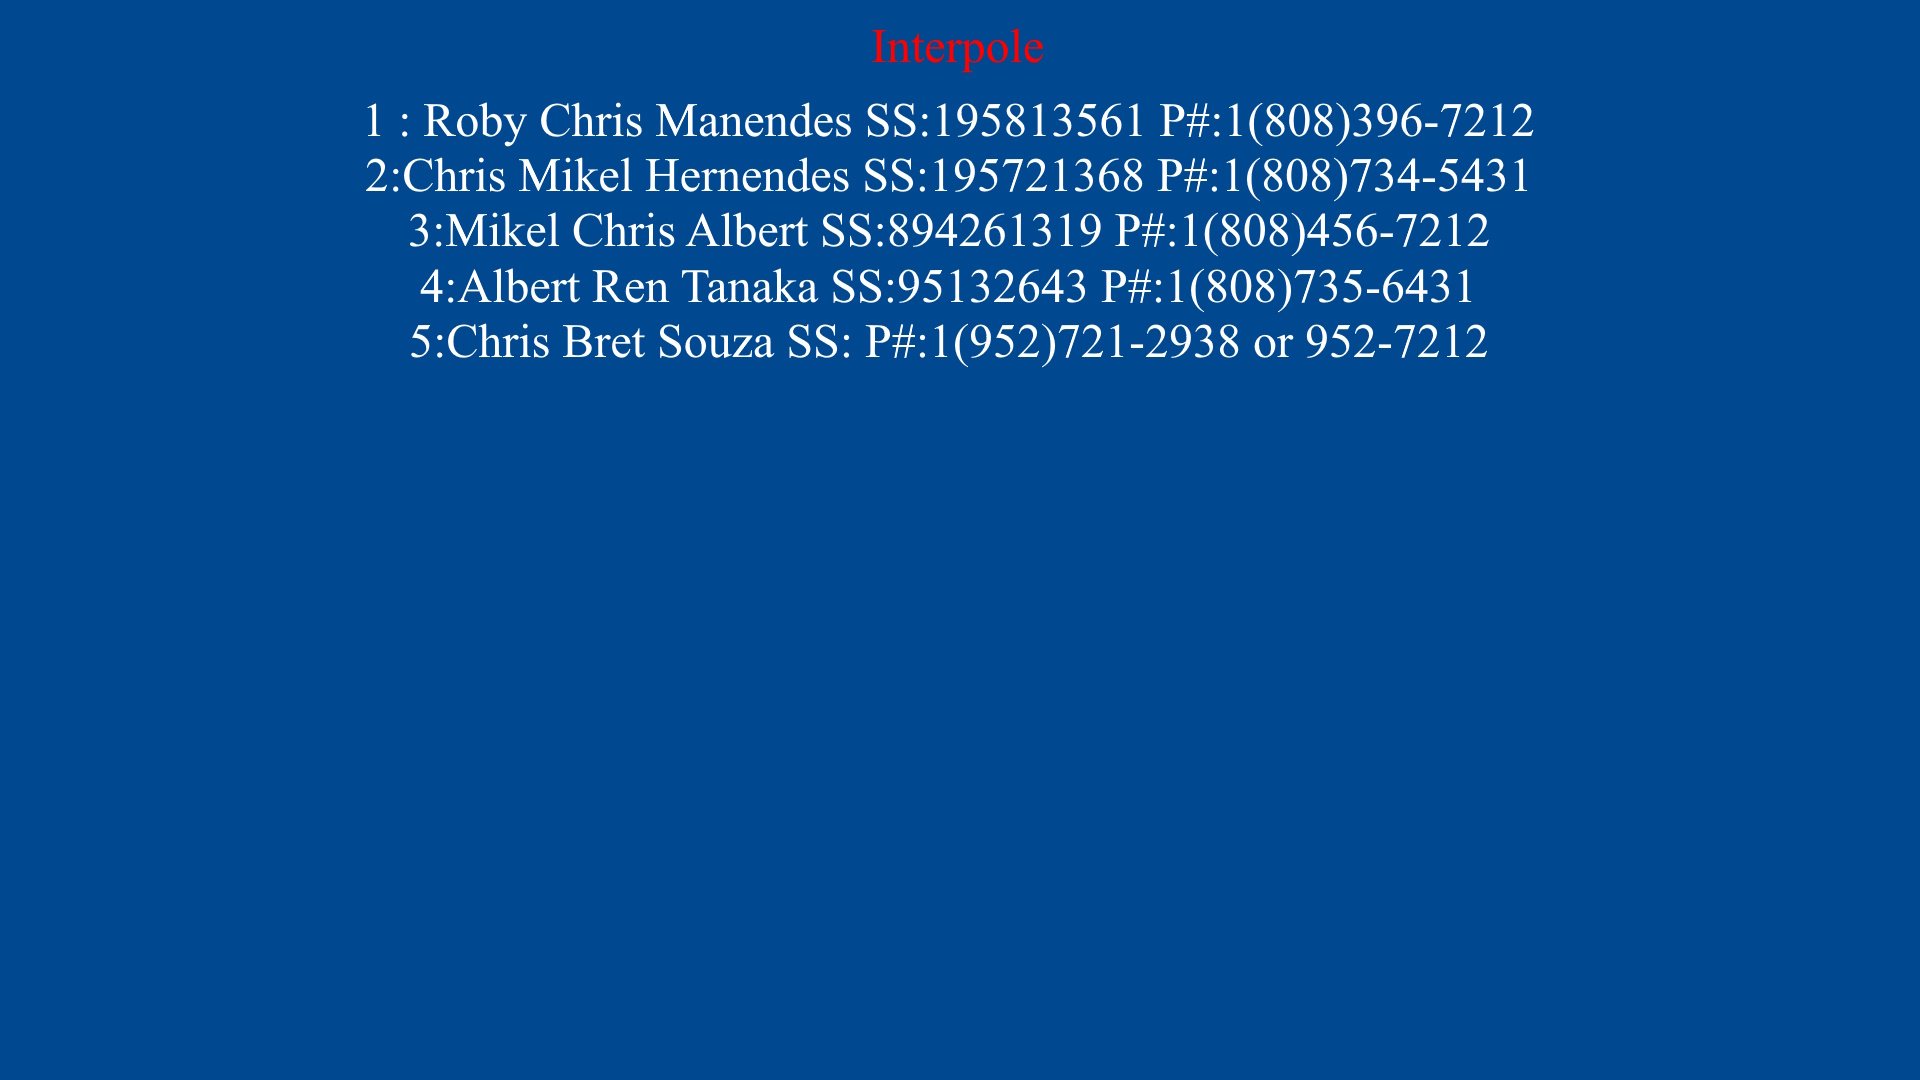 Interpole
1 : Roby Chris Manendes SS:195813561 P#:1(808)396-7212
2:Chris Mikel Hernendes SS:195721368 P#:1(808)734-5431
3:Mikel Chris Albert SS:894261319 P#:1(808)456-7212
4:Albert Ren Tanaka SS:95132643 P#:1(808)735-6431
5:Chris Bret Souza SS: P#:1(952)721-2938 or 952-7212